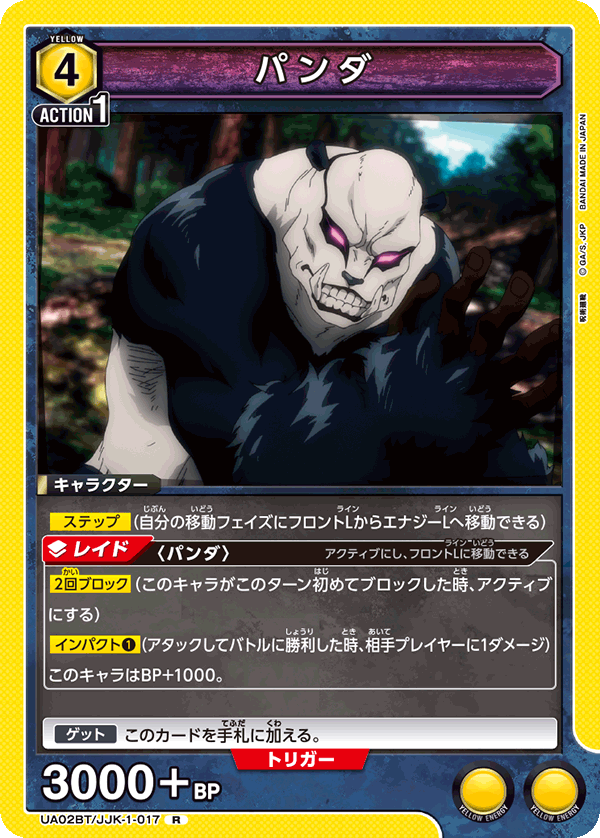 YELLOW
4
パンダ
ACTION1
BANDAI MADE IN JAPAN
© GA/S, JKP
呪術廻戦
キャラクター
ステップ (自分の移動フェイズにフロントLからエナジーLへ移動できる)
レイド 〈パンダ〉 アクティブにし、フロントLに移動できる
2回ブロック (このキャラがこのターン初めてブロックした時、アクティブ
にする)
インパクト❶ (アタックしてバトルに勝利した時、相手プレイヤーに1ダメージ)
このキャラはBP+1000。
ゲット このカードを手札に加える。
トリガー
3000+BP
YELLOW ENERGY
YELLOW ENERGY
UA02BT/JJK-1-017 R